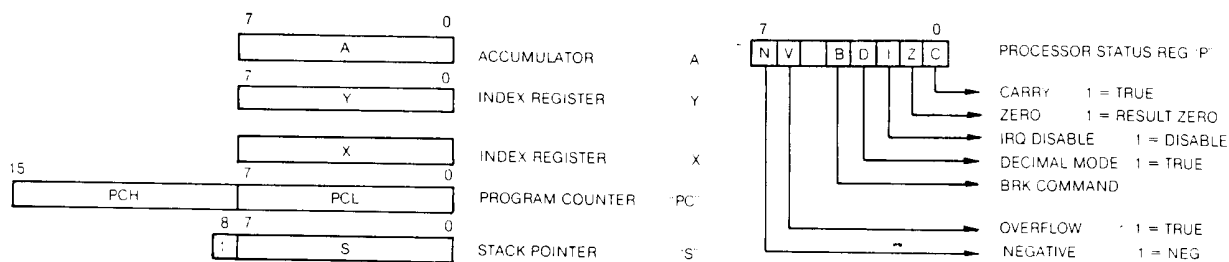 7 0
A
ACCUMULATOR A
7 0
Y
INDEX REGISTER Y
X
INDEX REGISTER X
15 7 0
PCH PCL
PROGRAM COUNTER "PC"
8 7 0
1 S
STACK POINTER "S"
7 0
N V B D I Z C
PROCESSOR STATUS REG "P"
CARRY 1 = TRUE
ZERO 1 = RESULT ZERO
IRQ DISABLE 1 = DISABLE
DECIMAL MODE 1 = TRUE
BRK COMMAND
OVERFLOW 1 = TRUE
NEGATIVE 1 = NEG